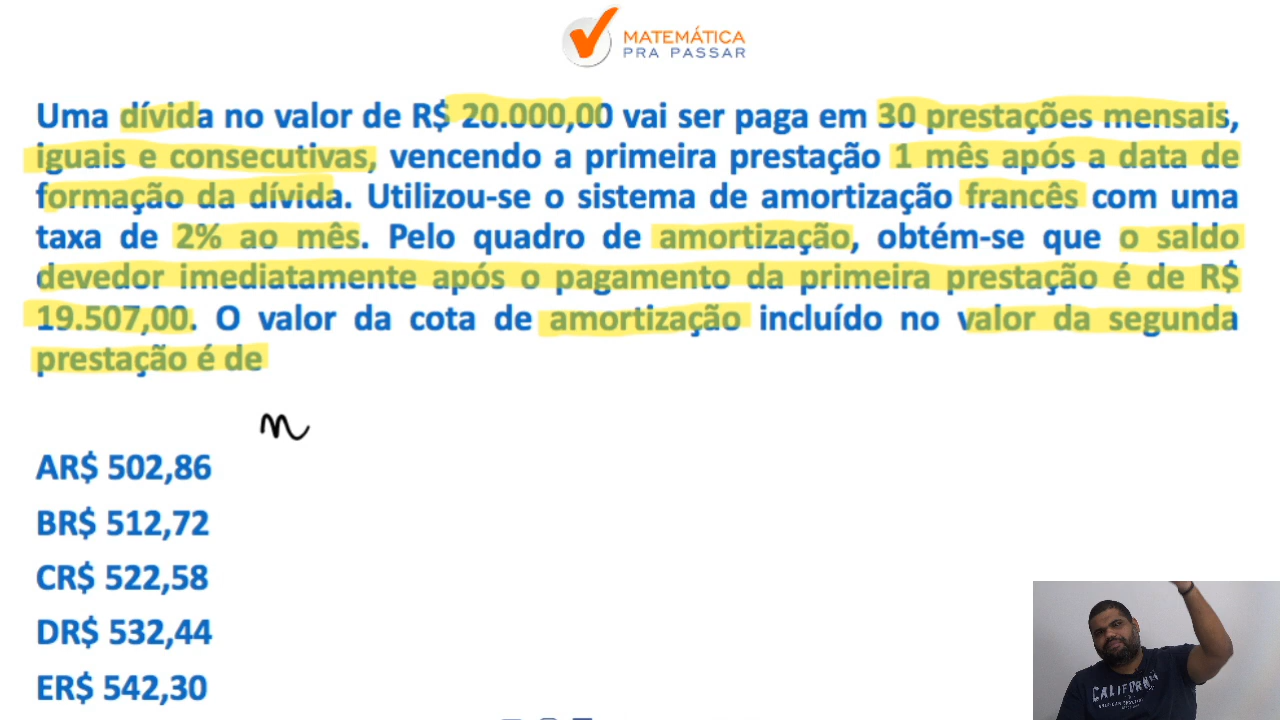 MATEMÁTICA
PRA PASSAR
Uma dívida no valor de R$ 20.000,00 vai ser paga em 30 prestações mensais,
iguais e consecutivas, vencendo a primeira prestação 1 mês após a data de
formação da dívida. Utilizou-se o sistema de amortização francês com uma
taxa de 2% ao mês. Pelo quadro de amortização, obtém-se que o saldo
devedor imediatamente após o pagamento da primeira prestação é de R$
19.507,00. O valor da cota de amortização incluído no valor da segunda
prestação é de
n
AR$ 502,86
BR$ 512,72
CR$ 522,58
DR$ 532,44
ER$ 542,30
CALIFORNIA